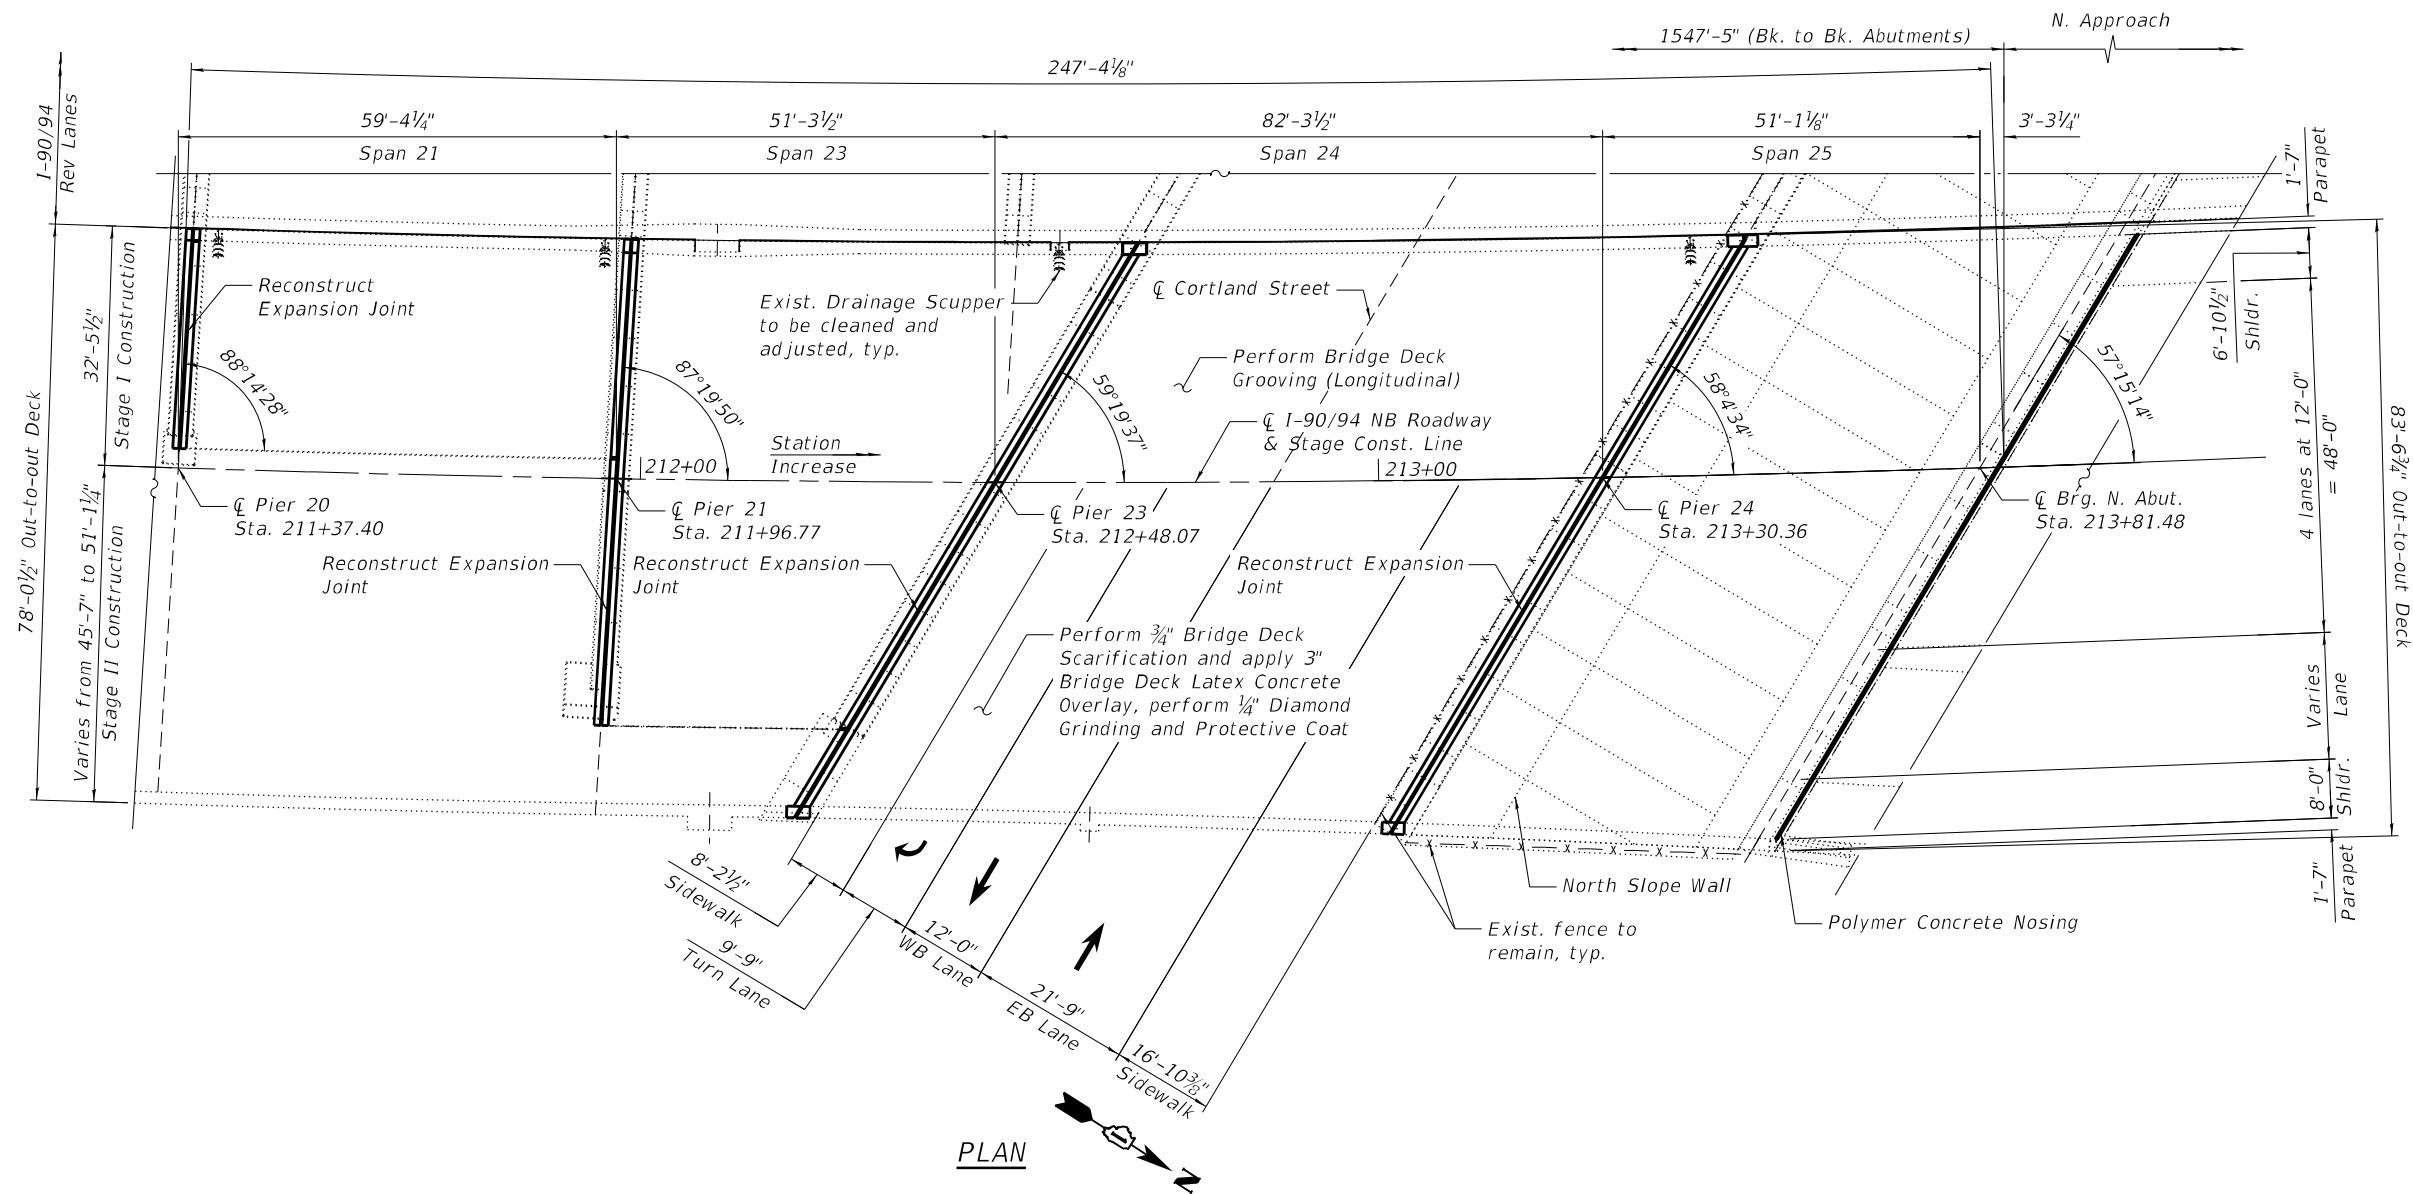 N. Approach
1547'-5" (Bk. to Bk. Abutments)
247'-4⅛"
59'-4¼"
Span 21
51'-3½"
Span 23
82'-3½"
Span 24
51'-1⅛"
Span 25
3'-3¼"
I-90/94
Rev Lanes
1'-7"
Parapet
78'-0½" Out-to-out Deck
32'-5½"
Stage I Construction
Varies from 45'-7" to 51'-1¼"
Stage II Construction
Reconstruct
Expansion Joint
88°14'28"
87°19'50"
Exist. Drainage Scupper
to be cleaned and
adjusted, typ.
59°19'37"
℄ Cortland Street
Perform Bridge Deck
Grooving (Longitudinal)
℄ I-90/94 NB Roadway
& Stage Const. Line
58°4'34"
57°15'14"
6'-10½"
Shldr.
4 lanes at 12'-0"
= 48'-0"
83'-6¾" Out-to-out Deck
Varies
Lane
8'-0"
Shldr.
1'-7"
Parapet
212+00
Station
Increase
213+00
℄ Pier 20
Sta. 211+37.40
℄ Pier 21
Sta. 211+96.77
℄ Pier 23
Sta. 212+48.07
℄ Pier 24
Sta. 213+30.36
℄ Brg. N. Abut.
Sta. 213+81.48
Reconstruct Expansion
Joint
Reconstruct Expansion
Joint
Reconstruct Expansion
Joint
Perform ¾" Bridge Deck
Scarification and apply 3"
Bridge Deck Latex Concrete
Overlay, perform ¼" Diamond
Grinding and Protective Coat
8'-2½"
Sidewalk
9'-9"
Turn Lane
12'-0"
WB Lane
21'-9"
EB Lane
16'-10⅜"
Sidewalk
North Slope Wall
Exist. fence to
remain, typ.
Polymer Concrete Nosing
PLAN
N